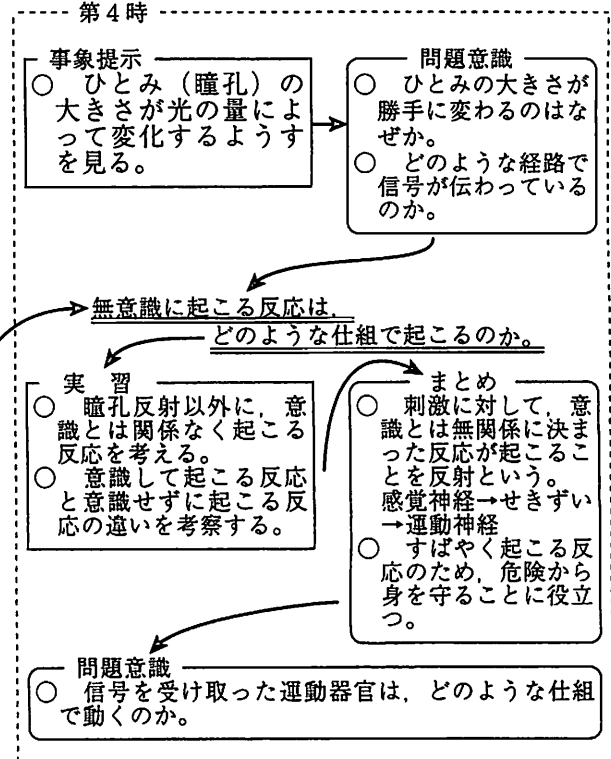 第４時
事象提示
○　ひとみ（瞳孔）の
大きさが光の量によ
って変化するようす
を見る。
問題意識
○　ひとみの大きさが
勝手に変わるのはな
ぜか。
○　どのような経路で
信号が伝わっている
のか。
無意識に起こる反応は，
どのような仕組で起こるのか。
実　習
○　瞳孔反射以外に，意
識とは関係なく起こる
反応を考える。
○　意識して起こる反応
と意識せずに起こる反
応の違いを考察する。
まとめ
○　刺激に対して，意
識とは無関係に決ま
った反応が起こるこ
とを反射という。
感覚神経→せきずい
→運動神経
○　すばやく起こる反
応のため，危険から
身を守ることに役立
つ。
問題意識
○　信号を受け取った運動器官は，どのような仕組
で動くのか。